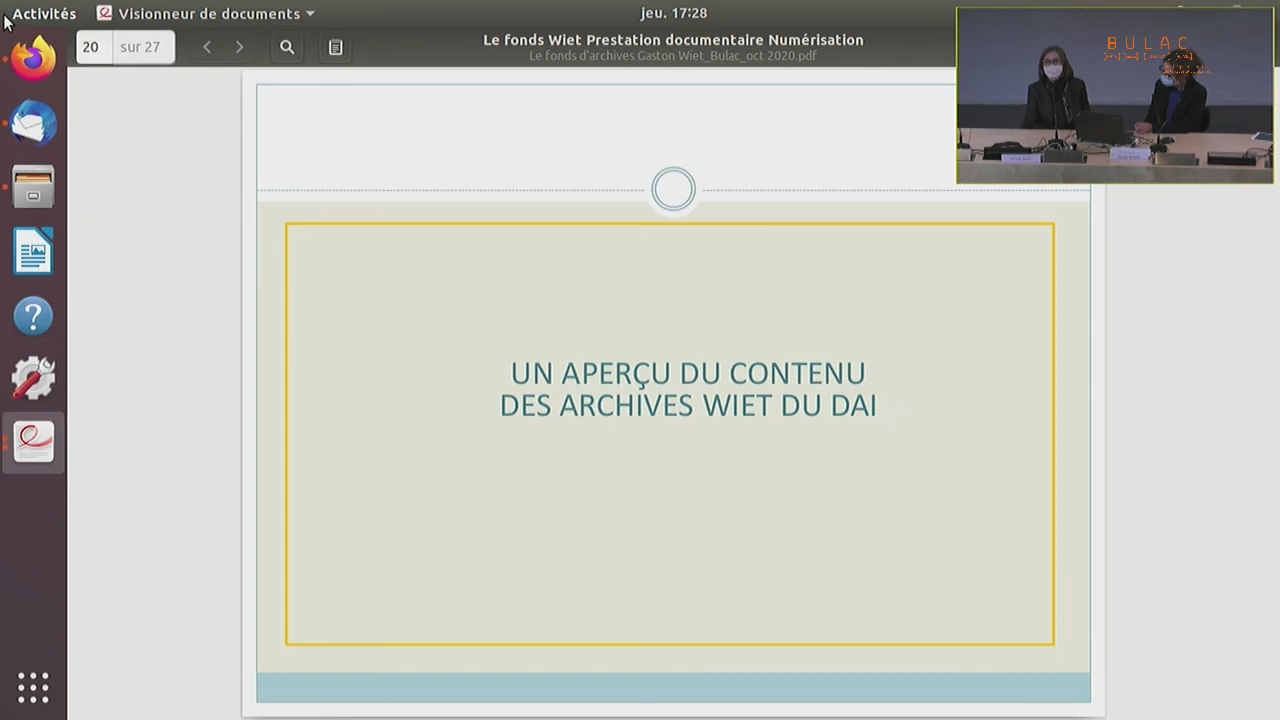 Activités
Visionneur de documents
jeu. 17:28
20 sur 27
Le fonds Wiet Prestation documentaire Numérisation
Le fonds d'archives Gaston Wiet_Bulac_oct 2020.pdf
BULAC
UN APERÇU DU CONTENU
DES ARCHIVES WIET DU DAI